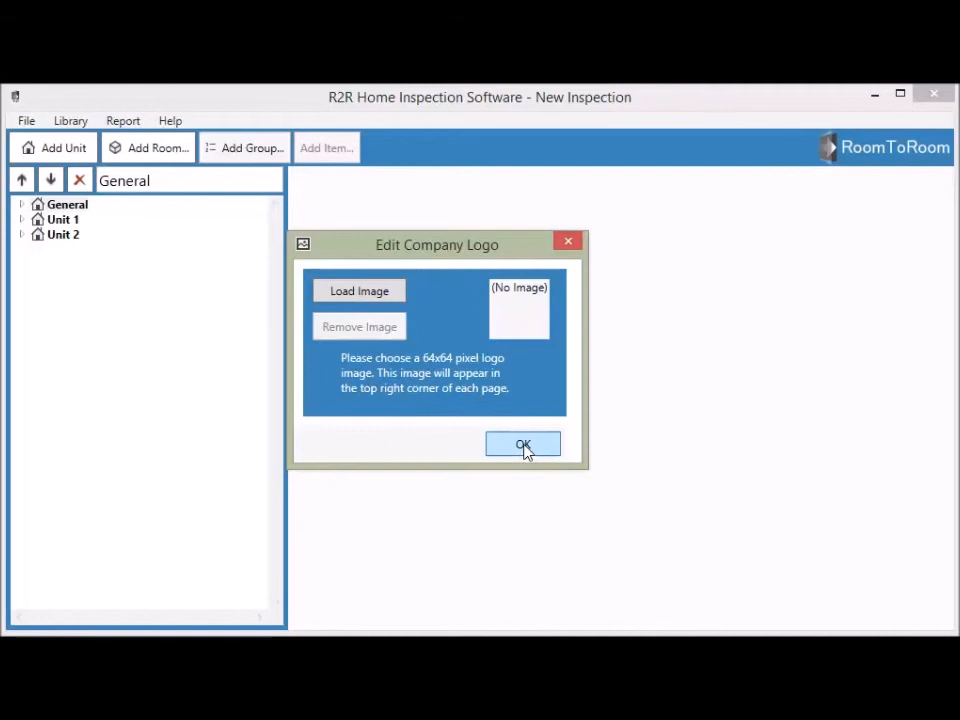 R2R Home Inspection Software - New Inspection
File Library Report Help
Add Unit Add Room... Add Group... Add Item... RoomToRoom
General
General
Unit 1
Unit 2
Edit Company Logo
Load Image
(No Image)
Remove Image
Please choose a 64x64 pixel logo
image. This image will appear in
the top right corner of each page.
OK